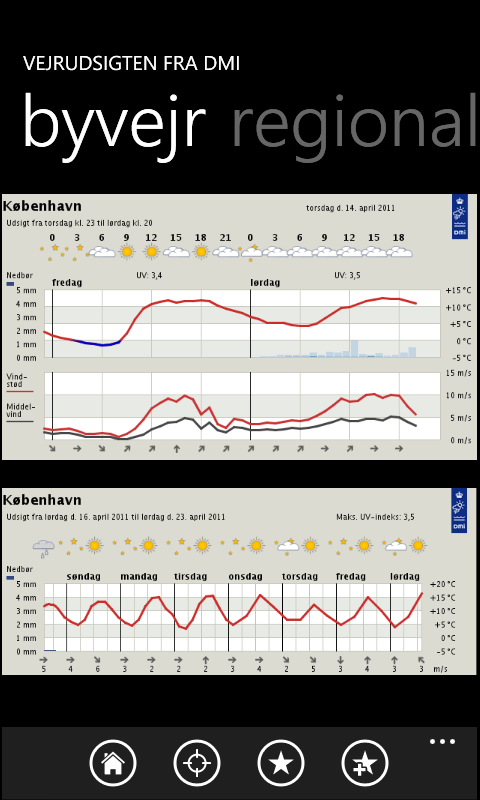 VEJRUDSIGTEN FRA DMI
byvejr regional
København
torsdag d. 14. april 2011
Udsigt fra torsdag kl. 23 til lørdag kl. 20
0 3 6 9 12 15 18 21 0 3 6 9 12 15 18
Nedbør
UV: 3,4 UV: 3,5
fredag lørdag
5 mm +15°C
4 mm +10°C
3 mm +5°C
2 mm
1 mm 0°C
0 mm -5°C
dmi
Vind-
stød
Middel-
vind
15 m/s
10 m/s
5 m/s
0 m/s
København
Udsigt fra lørdag d. 16. april 2011 til lørdag d. 23. april 2011
Maks. UV-indeks: 3,5
dmi
Nedbør
søndag mandag tirsdag onsdag torsdag fredag lørdag
5 mm +20°C
4 mm +15°C
3 mm +10°C
2 mm +5°C
1 mm 0°C
0 mm -5°C
5 4 6 3 2 2 2 2 3 4 2 5 3 4 3 3 m/s